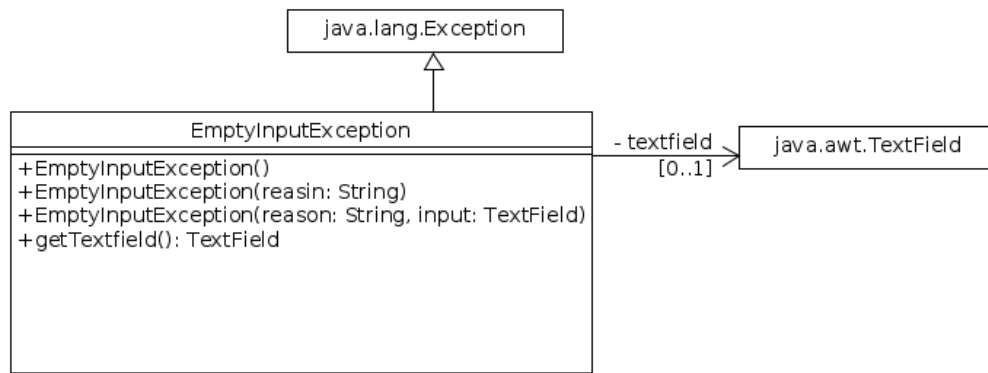 java.lang.Exception
EmptyInputException
- textfield
java.awt.TextField
[0..1]
+EmptyInputException()
+EmptyInputException(reasin: String)
+EmptyInputException(reason: String, input: TextField)
+getTextfield(): TextField